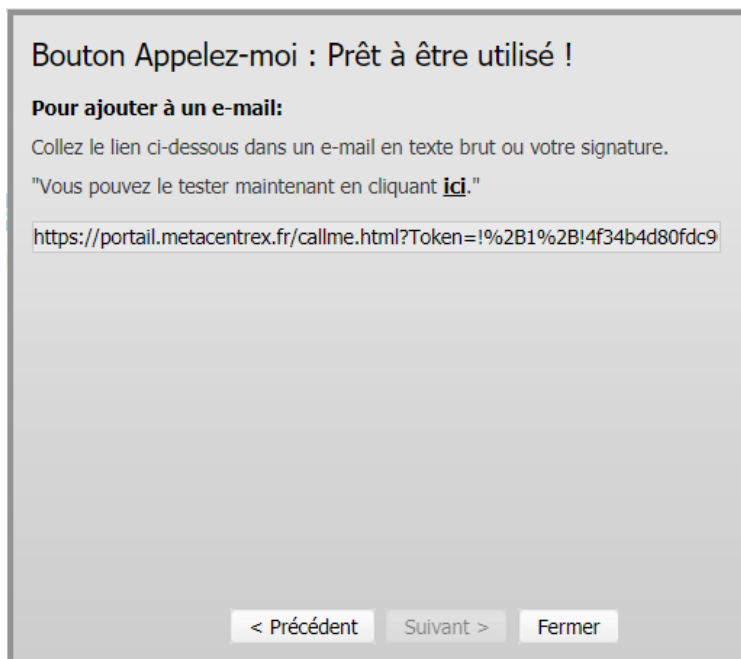 Bouton Appelez-moi : Prêt à être utilisé !
Pour ajouter à un e-mail:
Collez le lien ci-dessous dans un e-mail en texte brut ou votre signature.
"Vous pouvez le tester maintenant en cliquant ici."
https://portail.metacentrex.fr/callme.html?Token=!%2B1%2B!4f34b4d80fdc9
< Précédent Suivant > Fermer